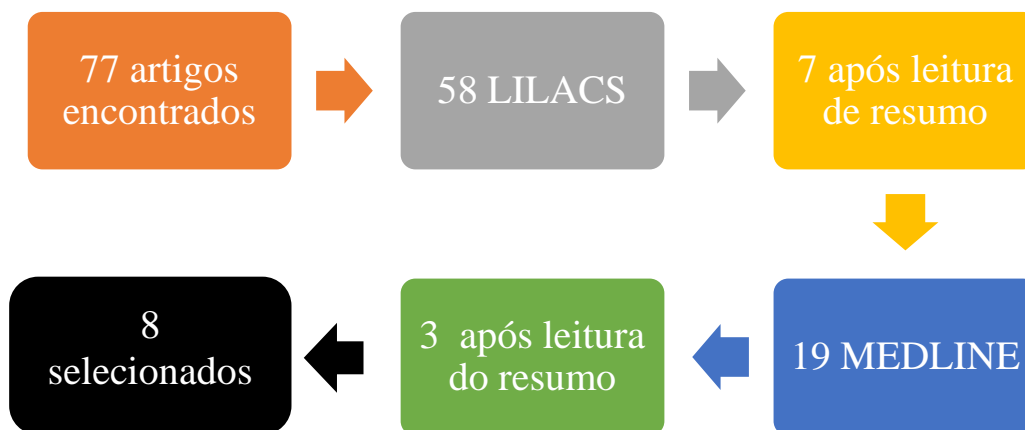 77 artigos
encontrados
58 LILACS
7 após leitura
de resumo
19 MEDLINE
3 após leitura
do resumo
8
selecionados